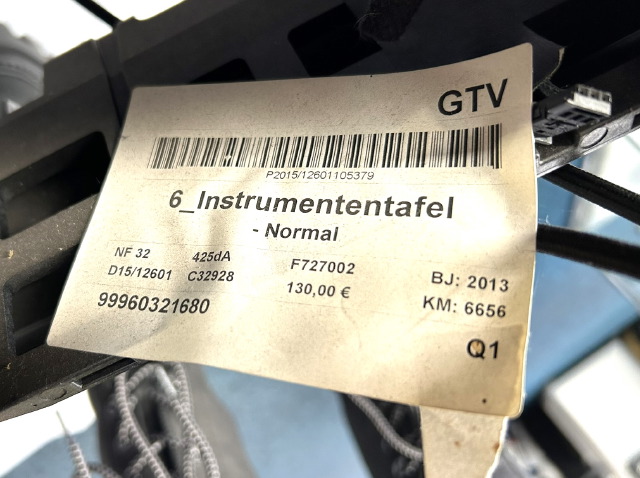 GTV
P2015/12601105379
6_Instrumententafel
- Normal
NF 32 425dA F727002 BJ: 2013
D15/12601 C32928 130,00 € KM: 6656
99960321680
Q1